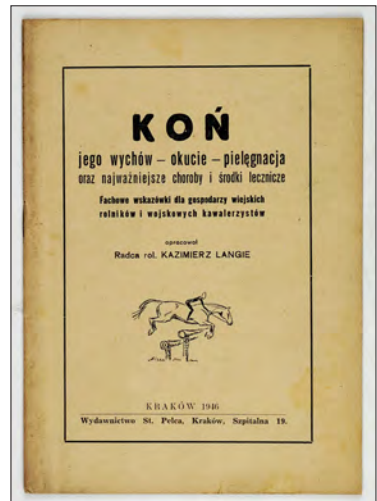 KOŃ
jego wychów – okucie – pielęgnacja
oraz najważniejsze choroby i środki lecznicze
Fachowe wskazówki dla gospodarzy wiejskich
rolników i wojskowych kawalerzystów
opracował
Radca rol. KAZIMIERZ LANGIE
KRAKÓW 1946
Wydawnictwo St. Pelca, Kraków, Szpitalna 19.